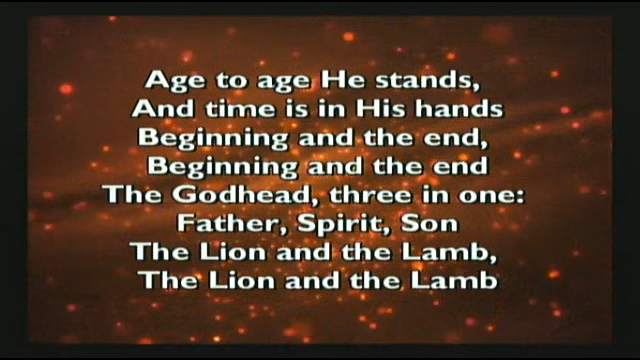 Age to age He stands,
And time is in His hands
Beginning and the end,
Beginning and the end
The Godhead, three in one:
Father, Spirit, Son
The Lion and the Lamb,
The Lion and the Lamb